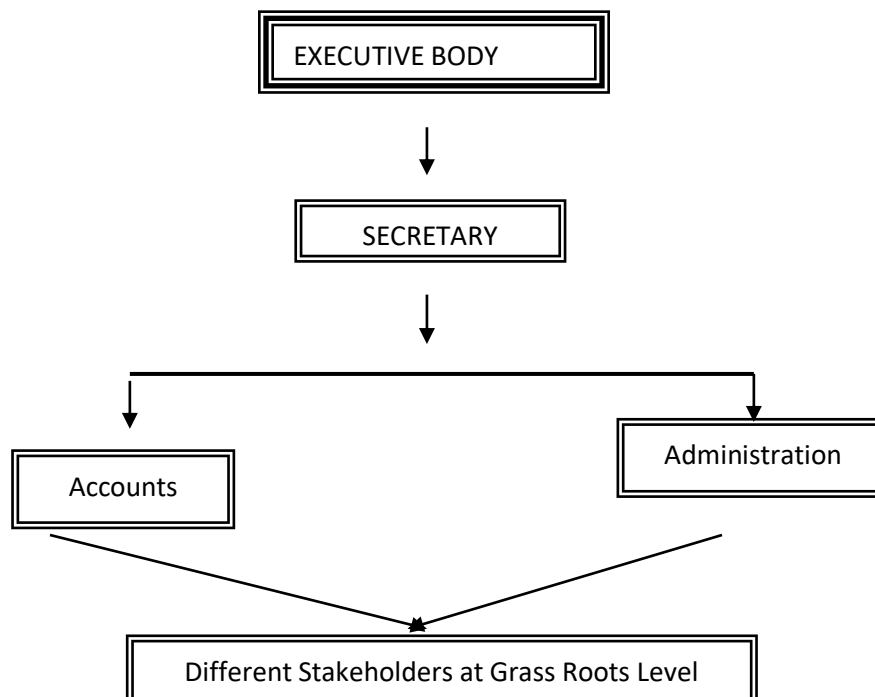 EXECUTIVE BODY
SECRETARY
Accounts
Administration
Different Stakeholders at Grass Roots Level